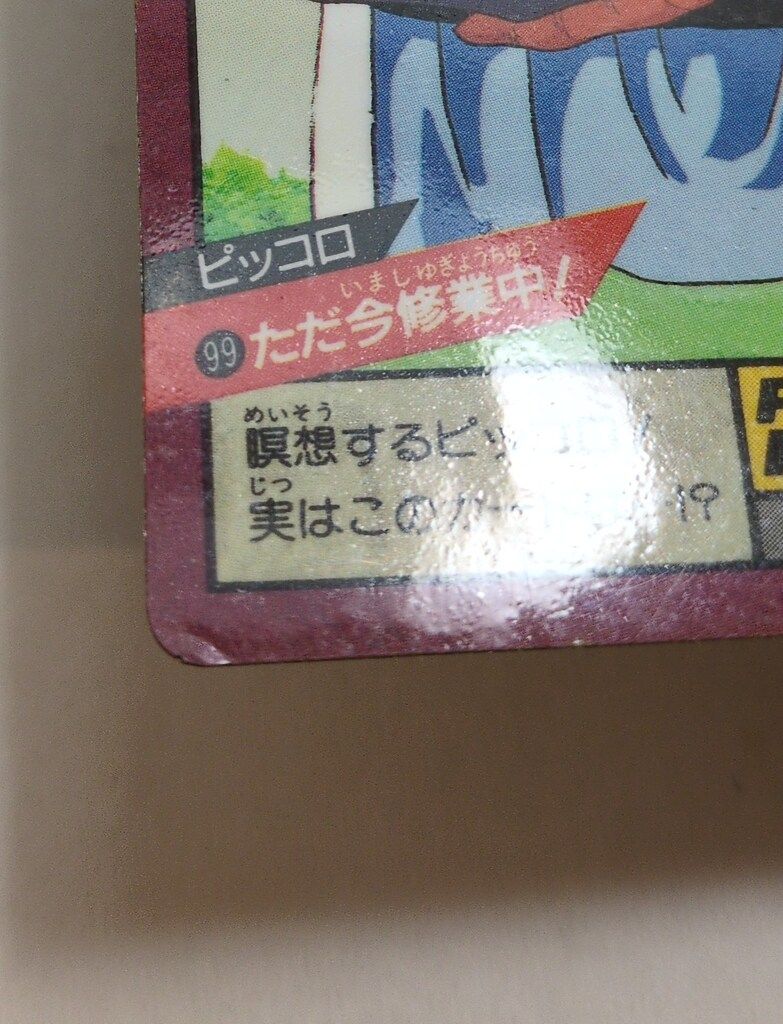 ピッコロ
いま しゅぎょうちゅう
99 ただ今修業中!
めいそう
瞑想するピッ
じつ
実はこの !?